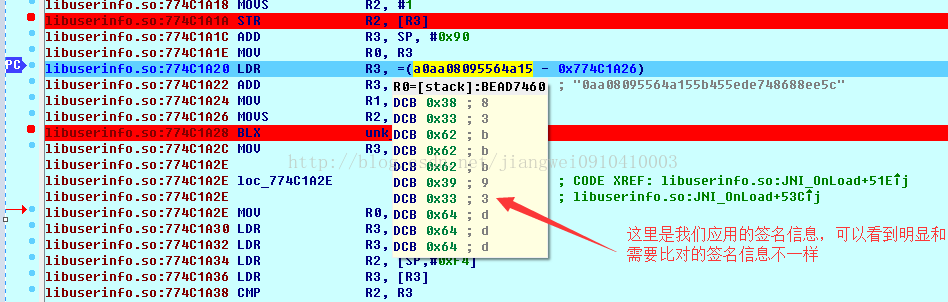 libuserinfo.so:774C1A18 MOVS R2, #1
libuserinfo.so:774C1A1A STR R2, [R3]
libuserinfo.so:774C1A1C ADD R3, SP, #0x90
libuserinfo.so:774C1A1E MOV R0, R3
PC libuserinfo.so:774C1A20 LDR R3, =(a0aa08095564a15 - 0x774C1A26)
libuserinfo.so:774C1A22 ADD R3, ; "0aa08095564a155b455ede748688ee5c"
libuserinfo.so:774C1A24 MOV R1,
libuserinfo.so:774C1A26 MOVS R2,
libuserinfo.so:774C1A28 BLX unk
libuserinfo.so:774C1A2C MOV R3,
libuserinfo.so:774C1A2E
libuserinfo.so:774C1A2E loc_774C1A2E ; CODE XREF: libuserinfo.so:JNI_OnLoad+51E↑j
libuserinfo.so:774C1A2E ; libuserinfo.so:JNI_OnLoad+53C↑j
libuserinfo.so:774C1A2E MOV R0,
libuserinfo.so:774C1A30 LDR R2,
libuserinfo.so:774C1A32 LDR R3,
libuserinfo.so:774C1A34 LDR R2, [SP,#0xF4]
libuserinfo.so:774C1A36 LDR R3, [R3]
libuserinfo.so:774C1A38 CMP R2, R3
R0=[stack]:BEAD7460
DCB 0x38 ; 8
DCB 0x33 ; 3
DCB 0x62 ; b
DCB 0x62 ; b
DCB 0x62 ; b
DCB 0x39 ; 9
DCB 0x33 ; 3
DCB 0x64 ; d
DCB 0x64 ; d
DCB 0x64 ; d
http://blog.csdn.net/jiangwei0910410003
这里是我们应用的签名信息，可以看到明显和
需要比对的签名信息不一样